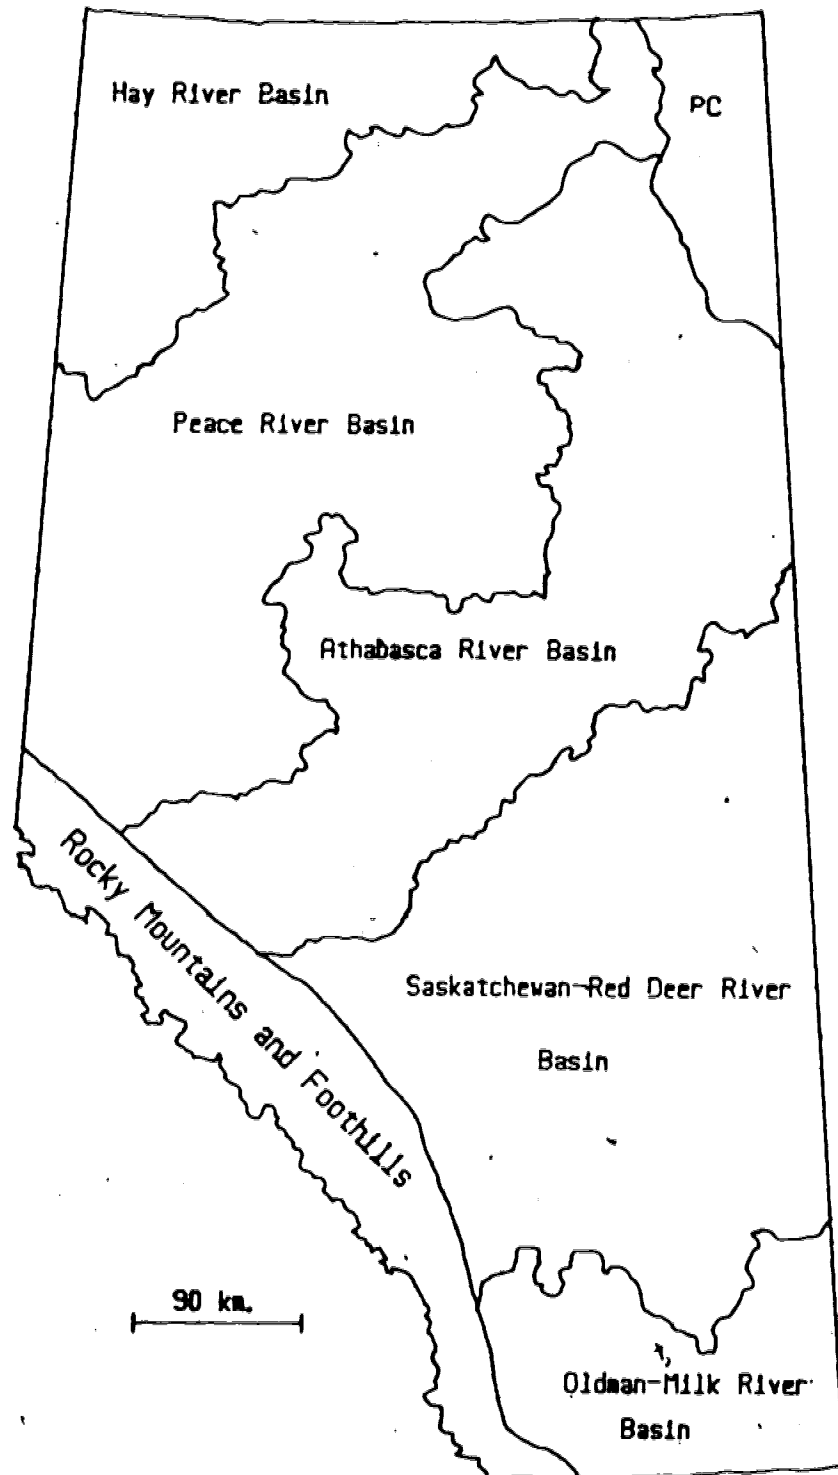 Hay River Basin
PC
Peace River Basin
Athabasca River Basin
Rocky Mountains and Foothills
Saskatchewan-Red Deer River
Basin
90 km.
Oldman-Milk River
Basin